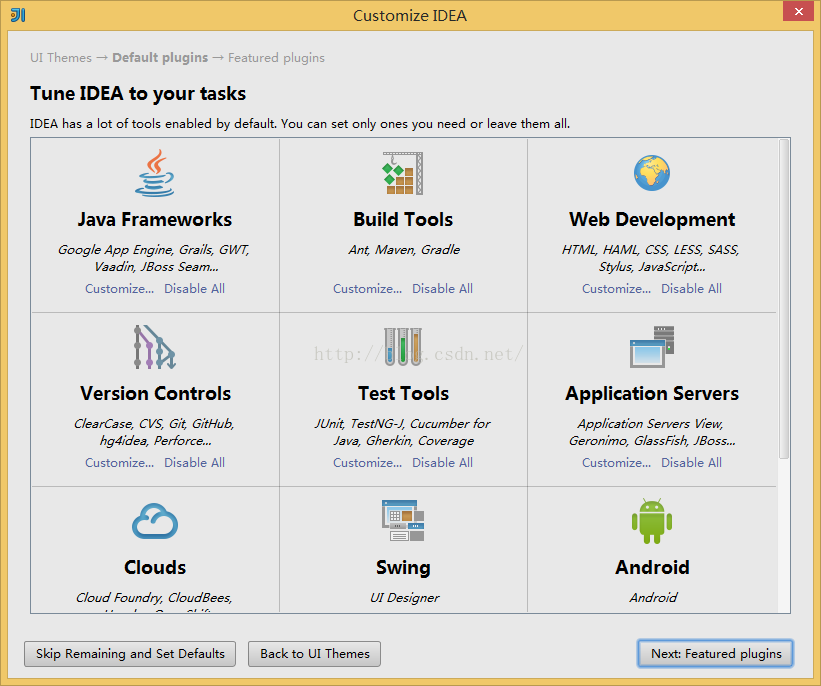 Customize IDEA
UI Themes → Default plugins → Featured plugins
Tune IDEA to your tasks
IDEA has a lot of tools enabled by default. You can set only ones you need or leave them all.
Java Frameworks
Google App Engine, Grails, GWT,
Vaadin, JBoss Seam...
Customize... Disable All
Build Tools
Ant, Maven, Gradle
Customize... Disable All
Web Development
HTML, HAML, CSS, LESS, SASS,
Stylus, JavaScript...
Customize... Disable All
Version Controls
ClearCase, CVS, Git, GitHub,
hg4idea, Perforce...
Customize... Disable All
Test Tools
JUnit, TestNG-J, Cucumber for
Java, Gherkin, Coverage
Customize... Disable All
Application Servers
Application Servers View,
Geronimo, GlassFish, JBoss...
Customize... Disable All
Clouds
Cloud Foundry, CloudBees,
Swing
UI Designer
Android
Android
Skip Remaining and Set Defaults
Back to UI Themes
Next: Featured plugins